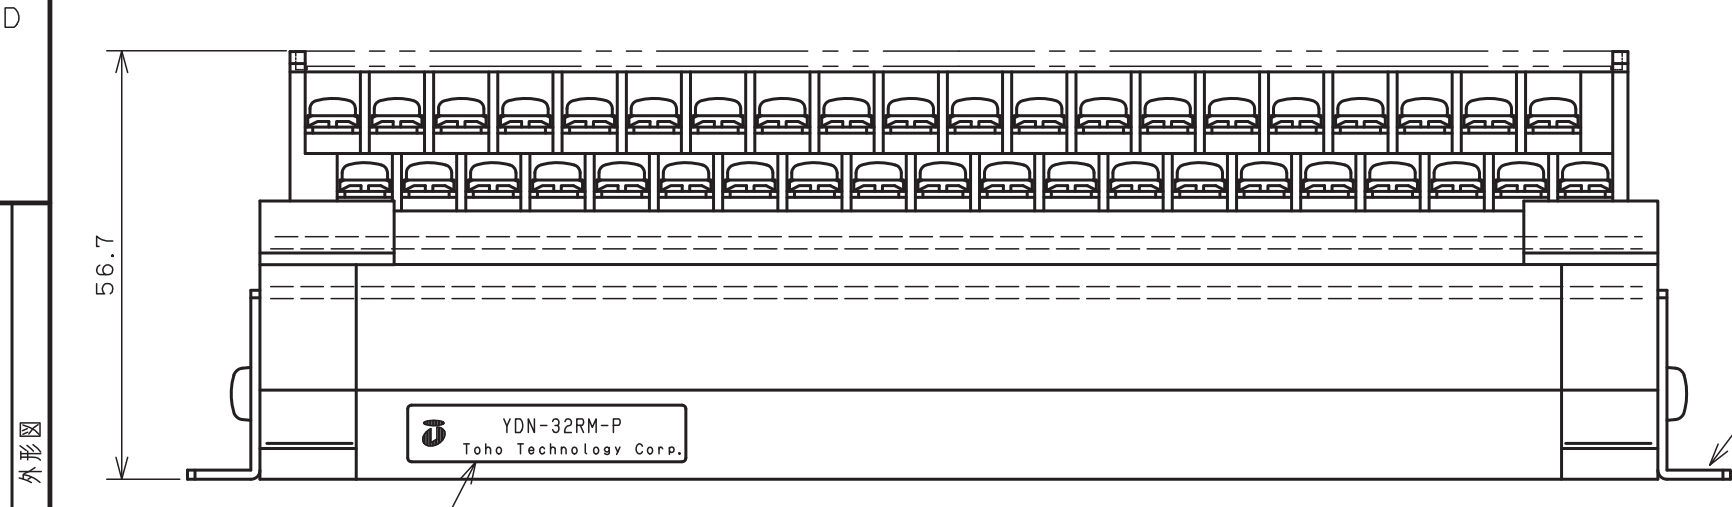 D
56.7
外形図
YDN-32RM-P
Toho Technology Corp.